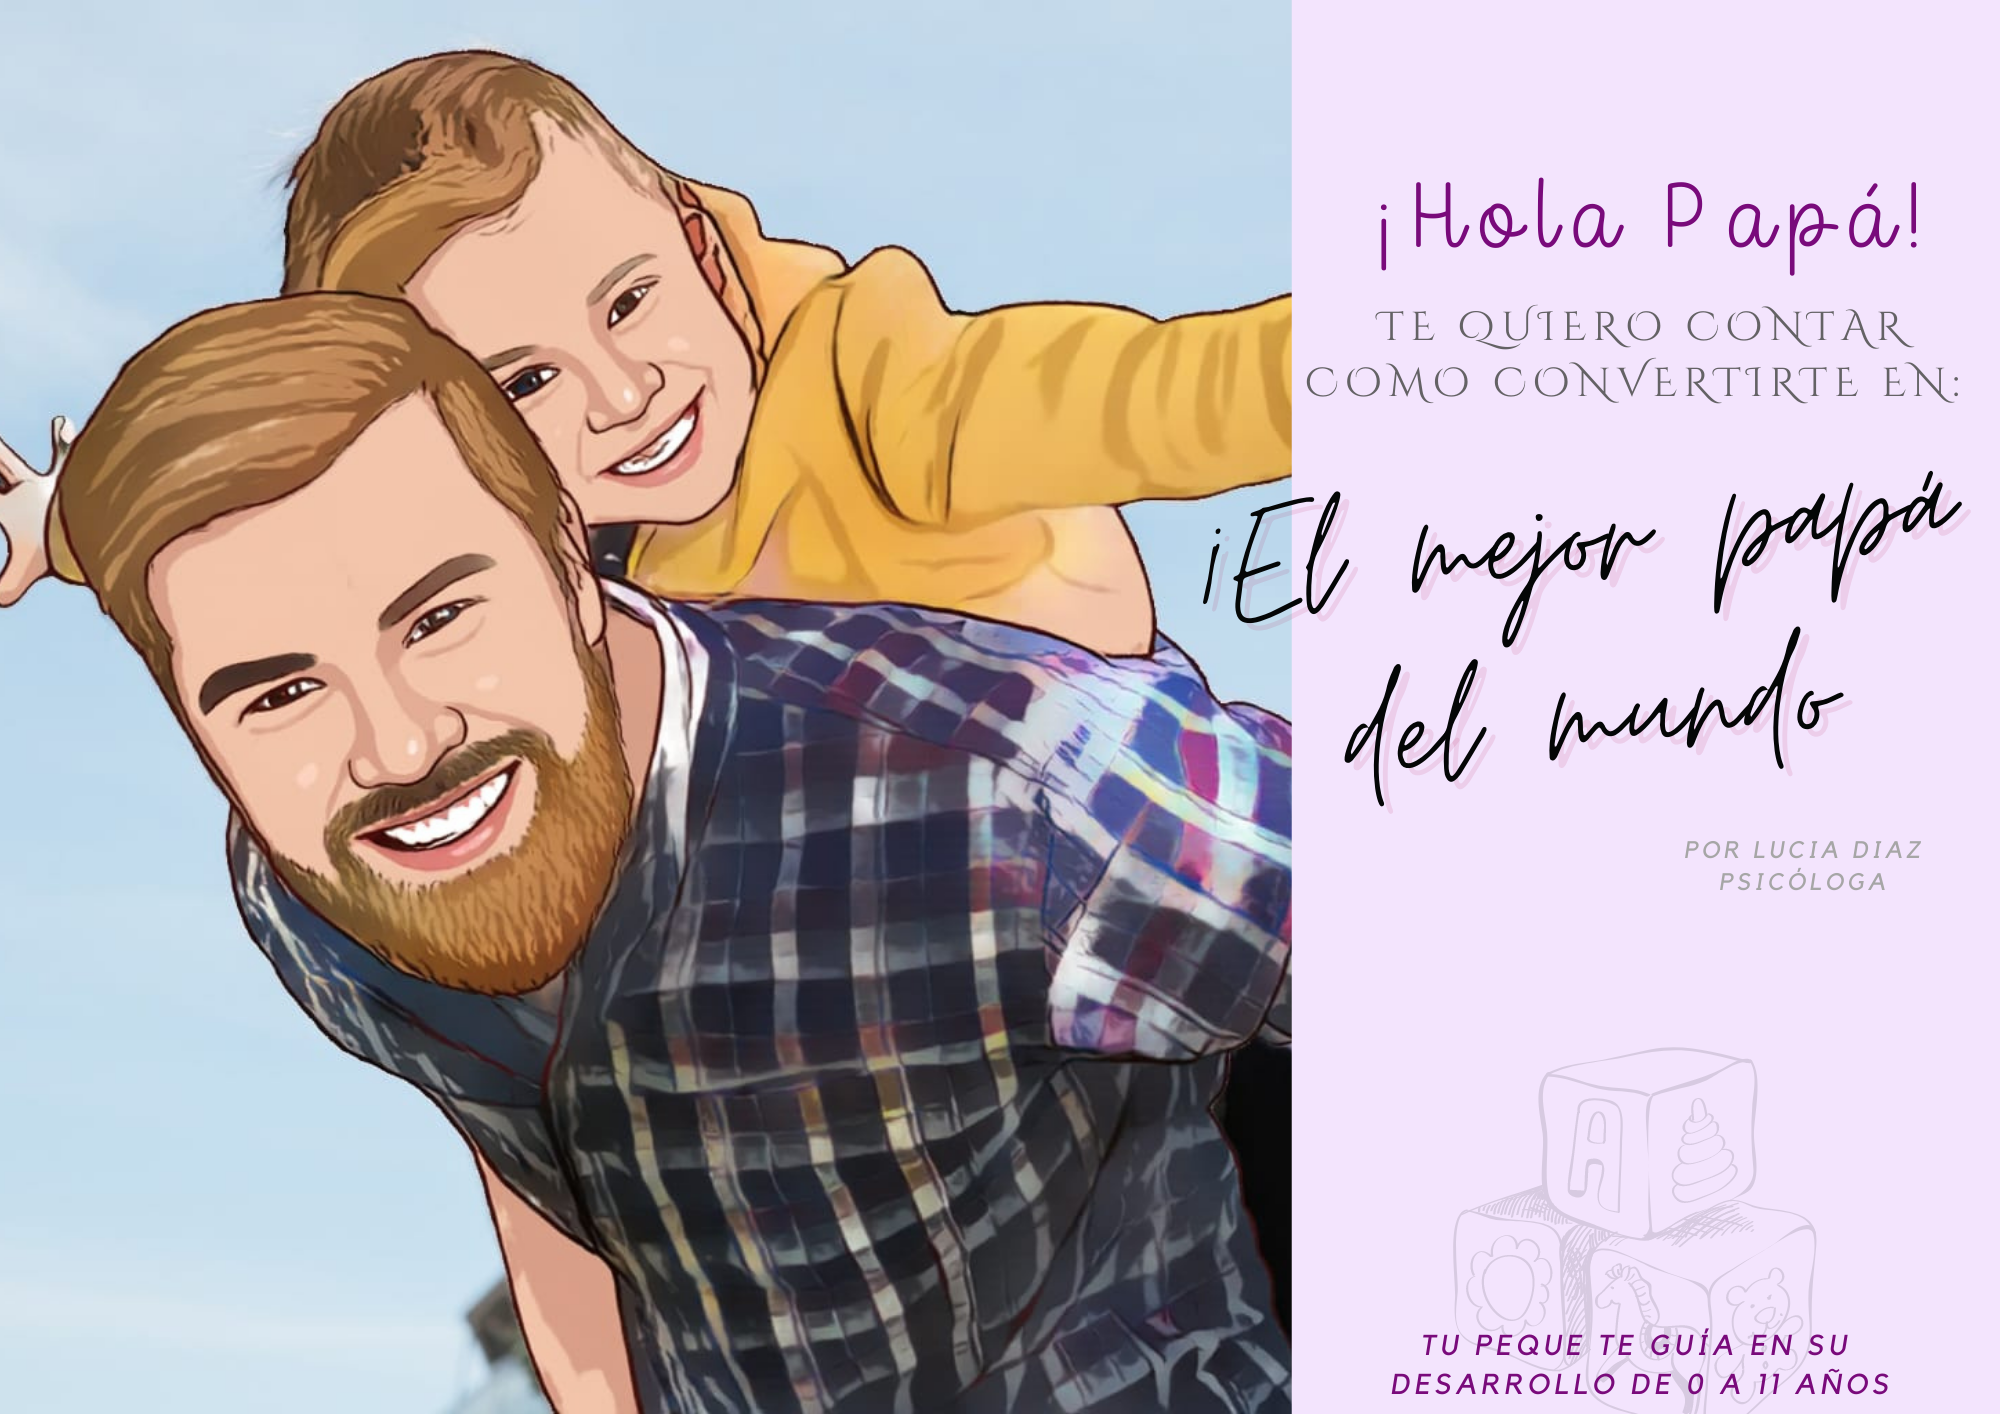 ¡Hola Papá!
TE QUIERO CONTAR
COMO CONVERTIRTE EN:
¡El mejor papá
del mundo
POR LUCIA DIAZ
PSICÓLOGA
A
TU PEQUE TE GUÍA EN SU
DESARROLLO DE 0 A 11 AÑOS